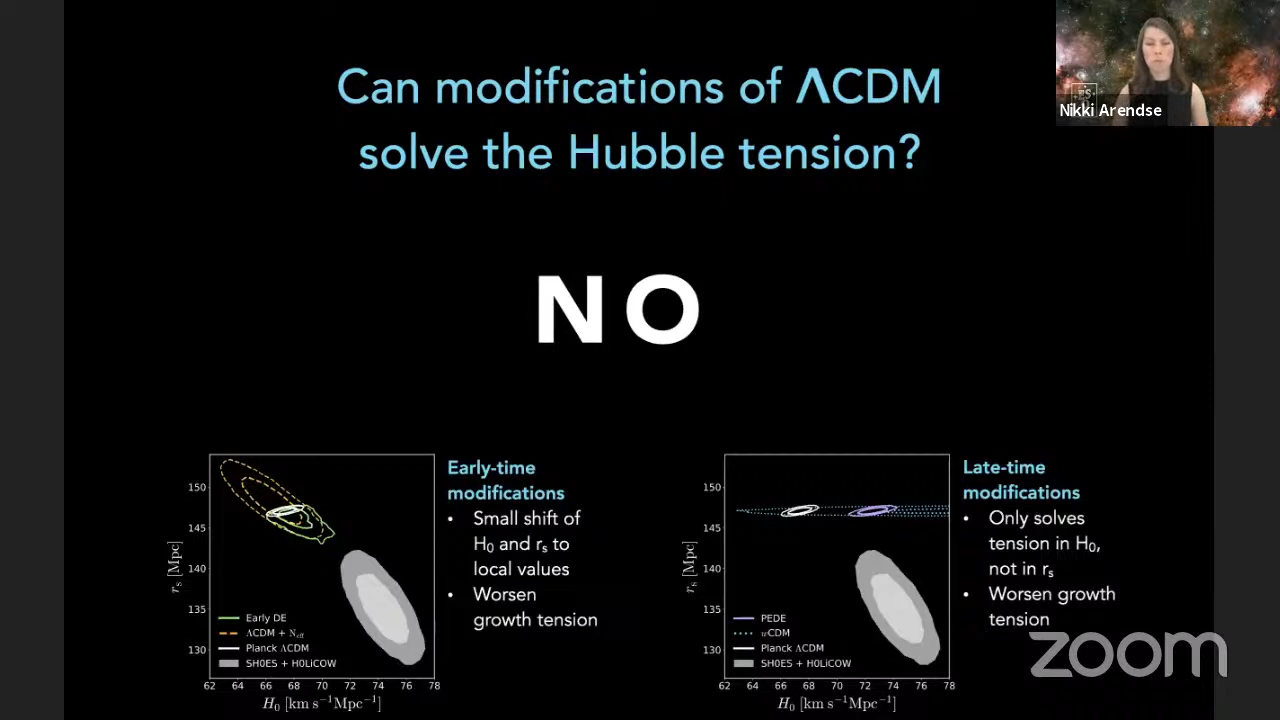 Can modifications of ΛCDM
solve the Hubble tension?
Nikki Arendse
NO
Early-time
modifications
• Small shift of
H₀ and rₛ to
local values
• Worsen
growth tension
150
145
140
135
130
rₛ [Mpc]
Early DE
ΛCDM + Neff
Planck ΛCDM
SH0ES + H0LiCOW
62 64 66 68 70 72 74 76 78
H₀ [km s⁻¹Mpc⁻¹]
Late-time
modifications
• Only solves
tension in H₀,
not in rₛ
• Worsen growth
tension
150
145
140
135
130
rₛ [Mpc]
PEDE
wCDM
Planck ΛCDM
SH0ES + H0LiCOW
62 64 66 68 70 72 74 76 78
H₀ [km s⁻¹Mpc⁻¹]
zoom